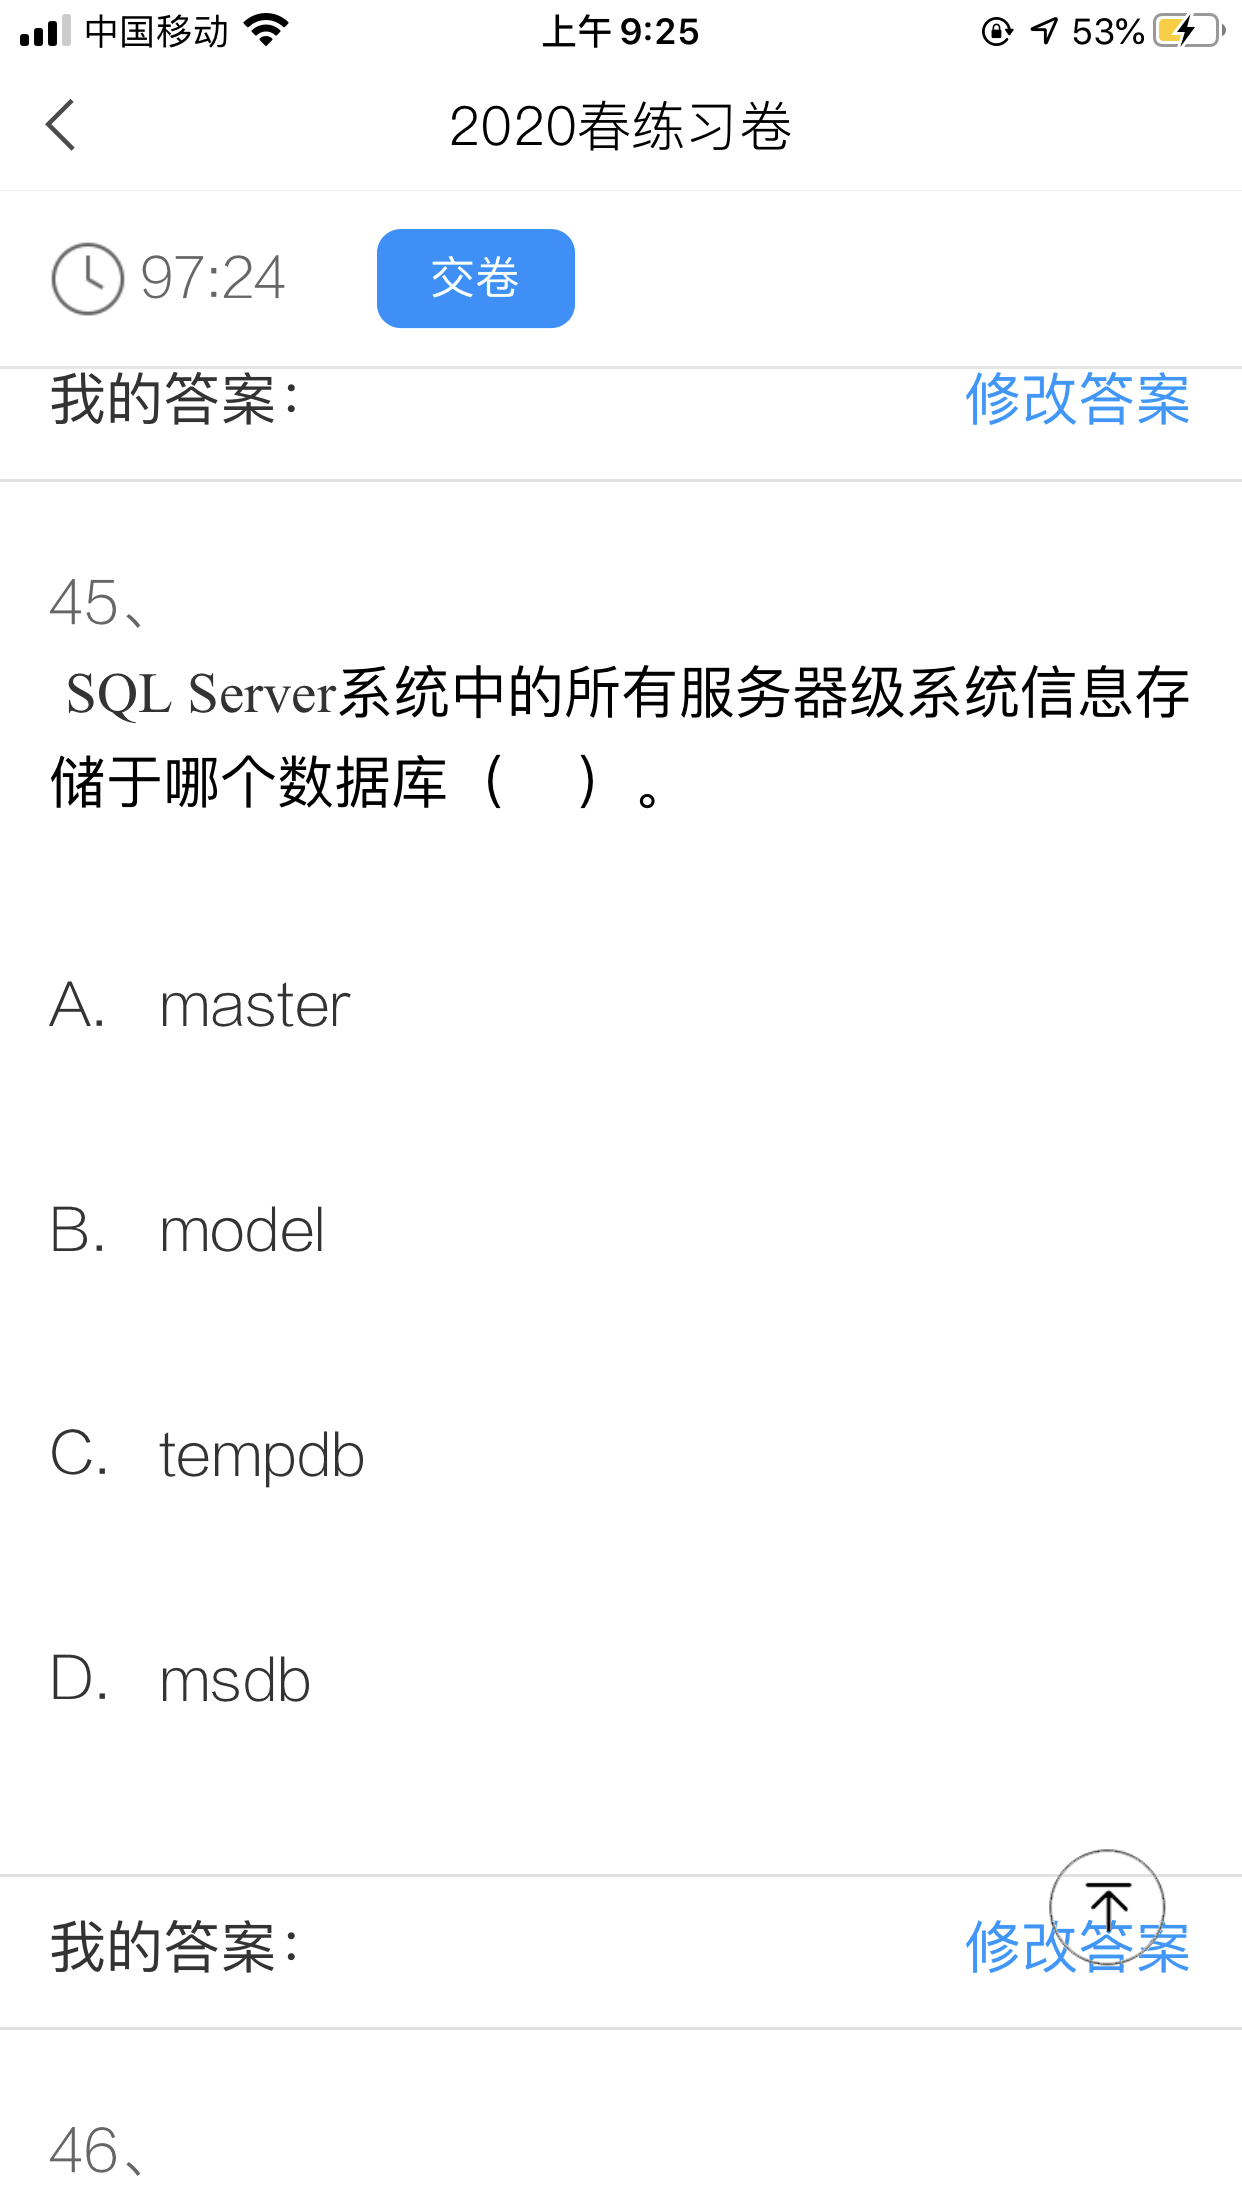 中国移动 上午 9:25 53%
2020春练习卷
97:24 交卷
我的答案： 修改答案
45、
SQL Server系统中的所有服务器级系统信息存
储于哪个数据库（ ）。
A. master
B. model
C. tempdb
D. msdb
我的答案： 修改答案
46、